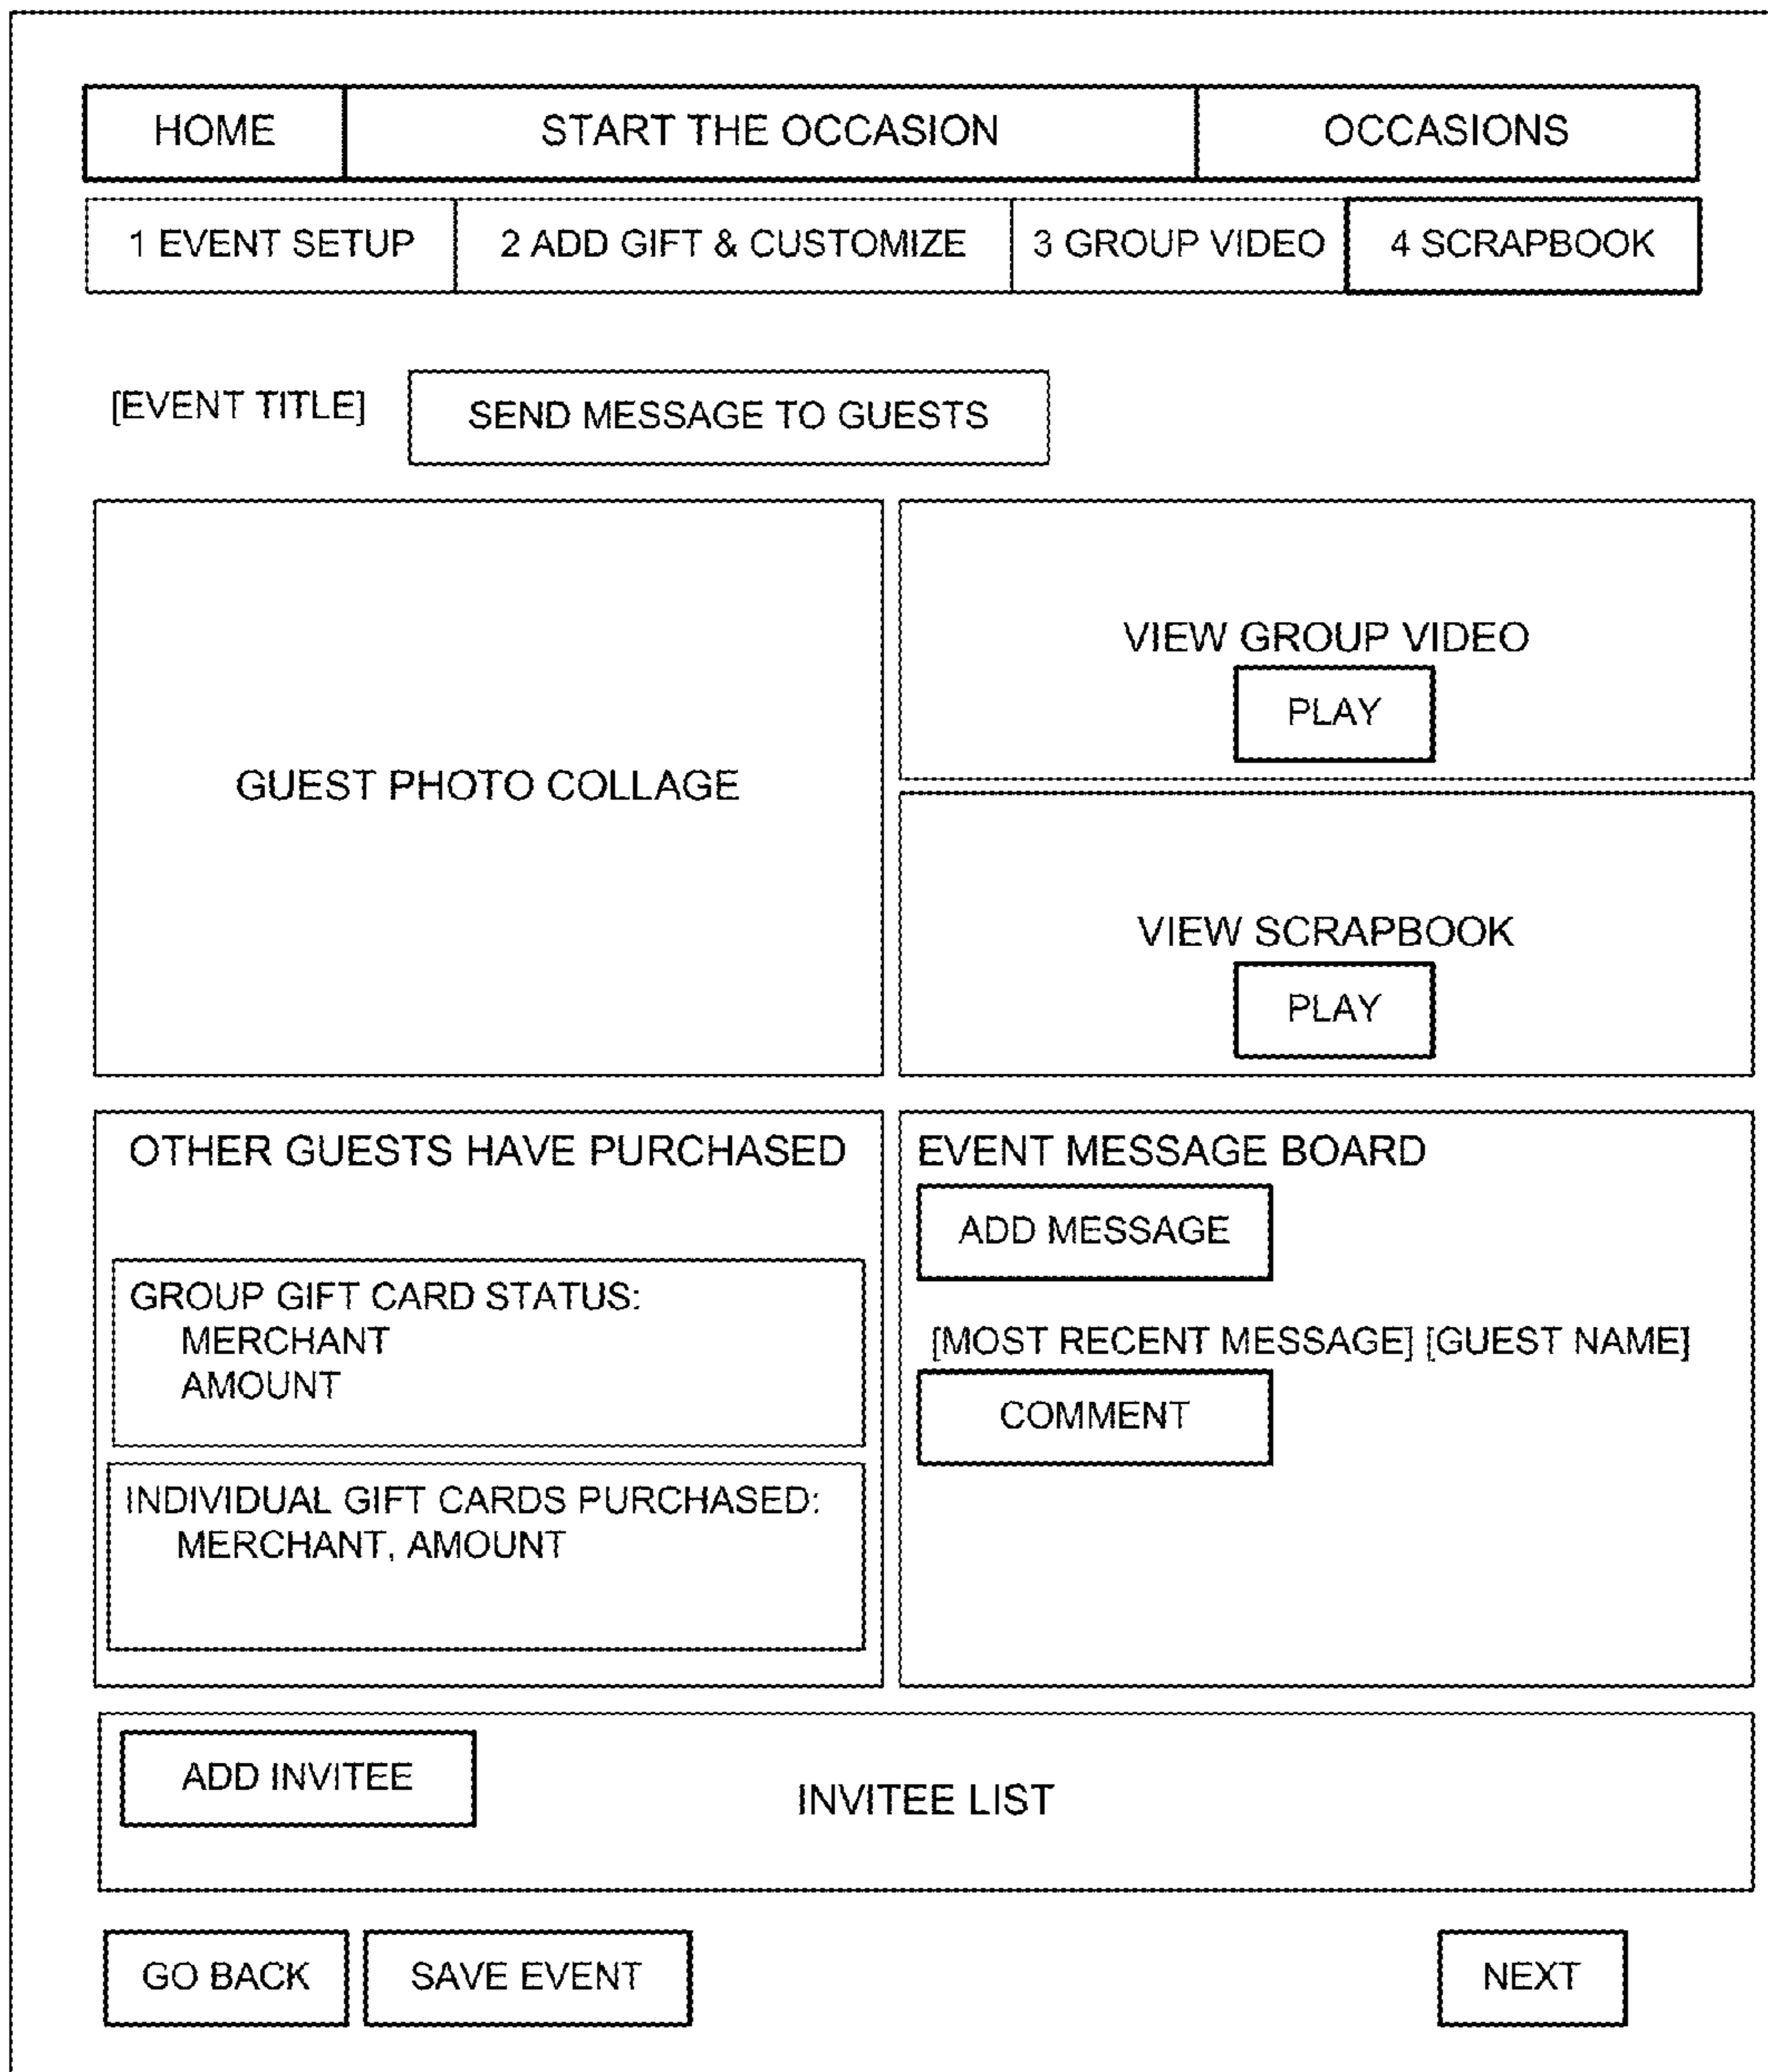 HOME START THE OCCASION OCCASIONS
1 EVENT SETUP 2 ADD GIFT & CUSTOMIZE 3 GROUP VIDEO 4 SCRAPBOOK
[EVENT TITLE] SEND MESSAGE TO GUESTS
GUEST PHOTO COLLAGE
VIEW GROUP VIDEO
PLAY
VIEW SCRAPBOOK
PLAY
OTHER GUESTS HAVE PURCHASED
GROUP GIFT CARD STATUS:
MERCHANT
AMOUNT
INDIVIDUAL GIFT CARDS PURCHASED:
MERCHANT, AMOUNT
EVENT MESSAGE BOARD
ADD MESSAGE
[MOST RECENT MESSAGE] [GUEST NAME]
COMMENT
ADD INVITEE
INVITEE LIST
GO BACK SAVE EVENT NEXT